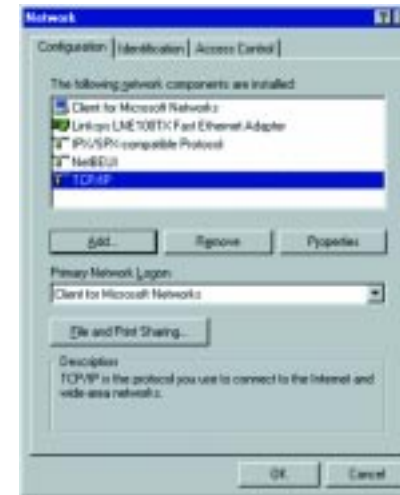 Network
?
Configuration Identification Access Control
The following network components are installed:
Client for Microsoft Networks
Linksys LNE100TX Fast Ethernet Adapter
IPX/SPX-compatible Protocol
NetBEUI
TCP/IP
Add... Remove Properties
Primary Network Logon:
Client for Microsoft Networks
File and Print Sharing...
Description
TCP/IP is the protocol you use to connect to the Internet and
wide-area networks.
OK Cancel